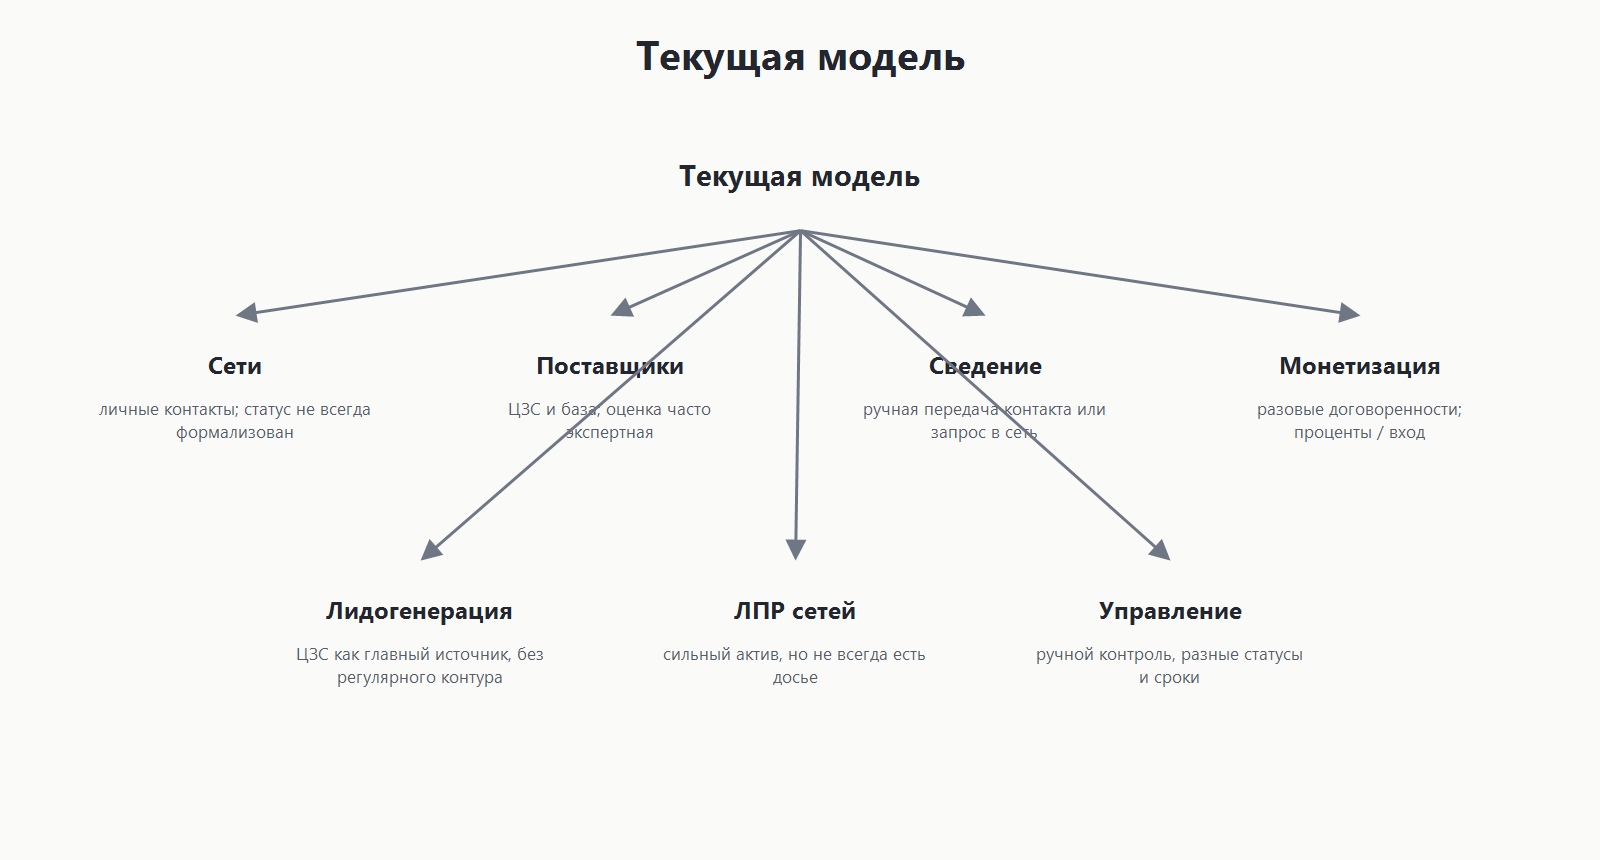 Текущая модель
Текущая модель
Сети
личные контакты; статус не всегда
формализован
Поставщики
ЦЗС и база; оценка часто
экспертная
Сведение
ручная передача контакта или
запрос в сеть
Монетизация
разовые договоренности;
проценты / вход
Лидогенерация
ЦЗС как главный источник, без
регулярного контура
ЛПР сетей
сильный актив, но не всегда есть
досье
Управление
ручной контроль, разные статусы
и сроки